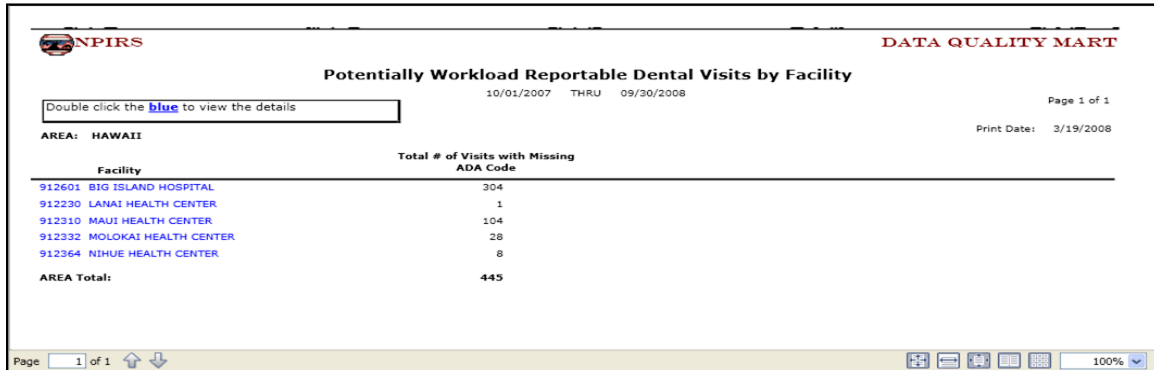 NPIRS DATA QUALITY MART
Potentially Workload Reportable Dental Visits by Facility
10/01/2007 THRU 09/30/2008
Double click the blue to view the details
Page 1 of 1
AREA: HAWAII
Print Date: 3/19/2008
Facility Total # of Visits with Missing ADA Code
912601 BIG ISLAND HOSPITAL 304
912230 LANAI HEALTH CENTER 1
912310 MAUI HEALTH CENTER 104
912332 MOLOKAI HEALTH CENTER 28
912364 NIHUE HEALTH CENTER 8
AREA Total: 445
Page 1 of 1 100%